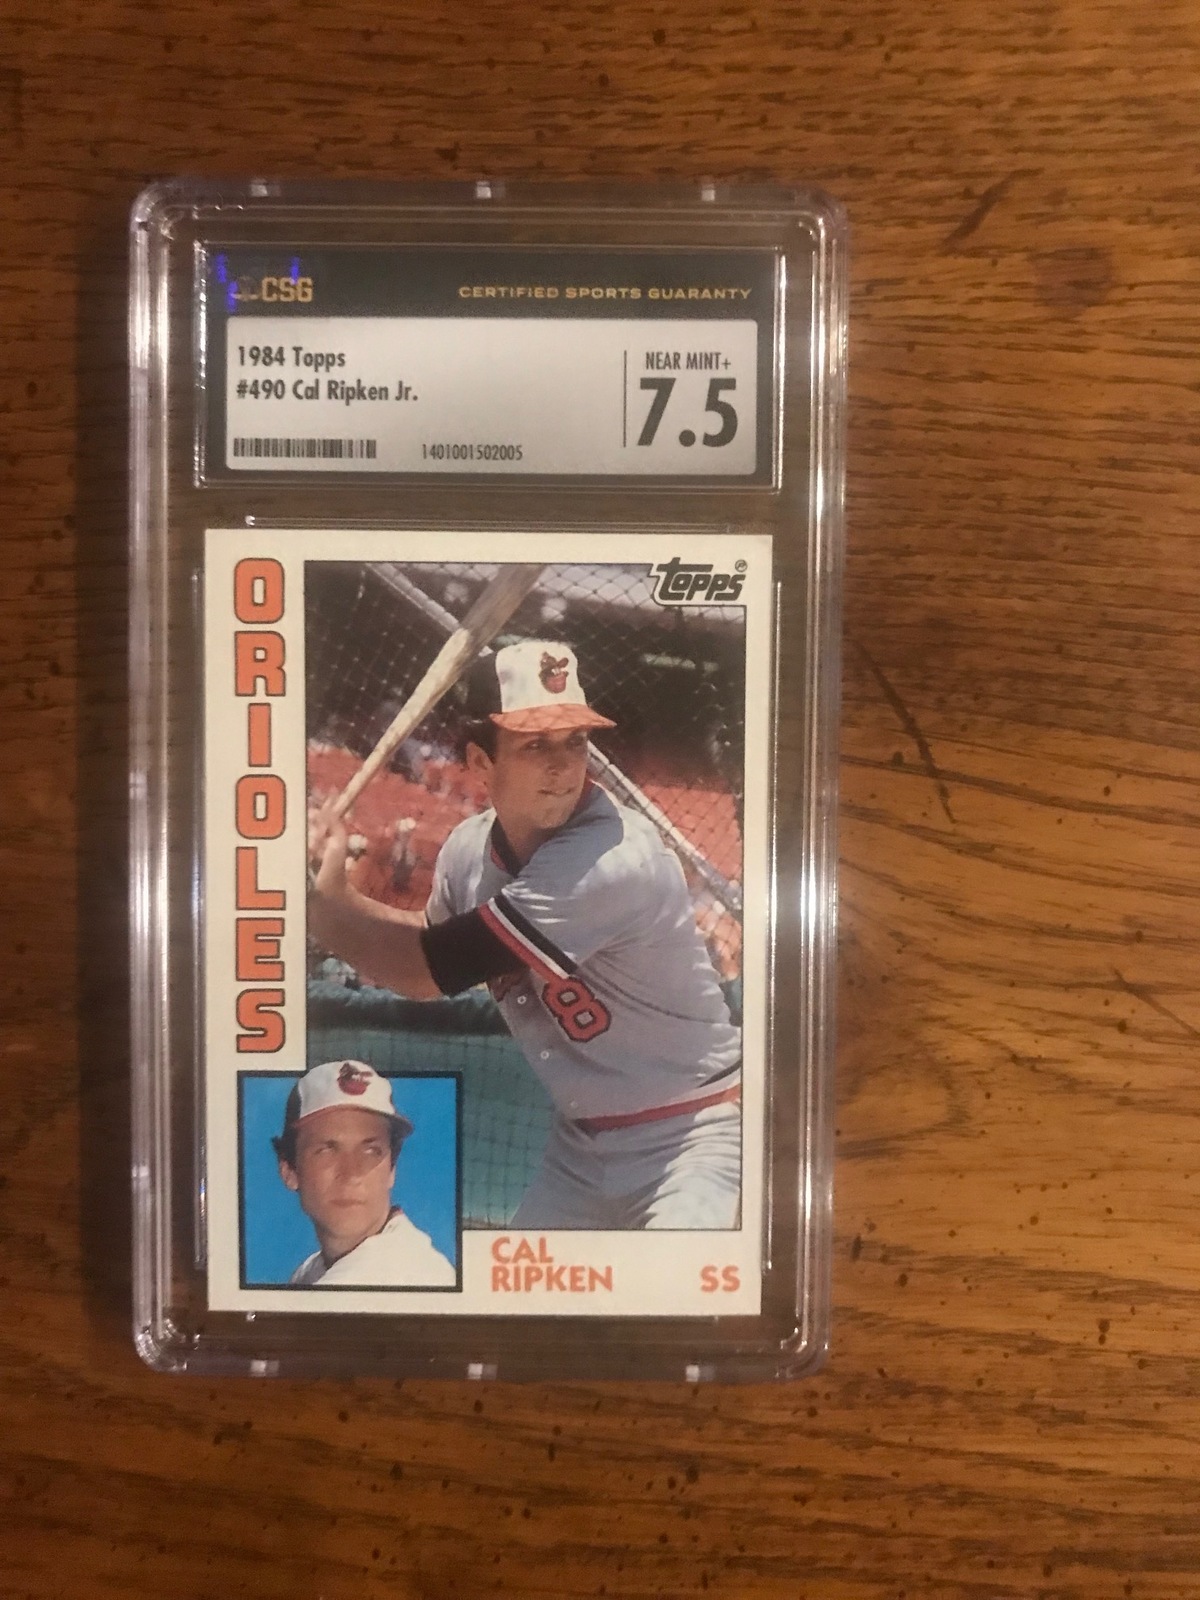 CSG CERTIFIED SPORTS GUARANTY
1984 Topps
#490 Cal Ripken Jr.
NEAR MINT+
7.5
1401001502005
ORIOLES
TOPPS®
8
CAL
RIPKEN SS